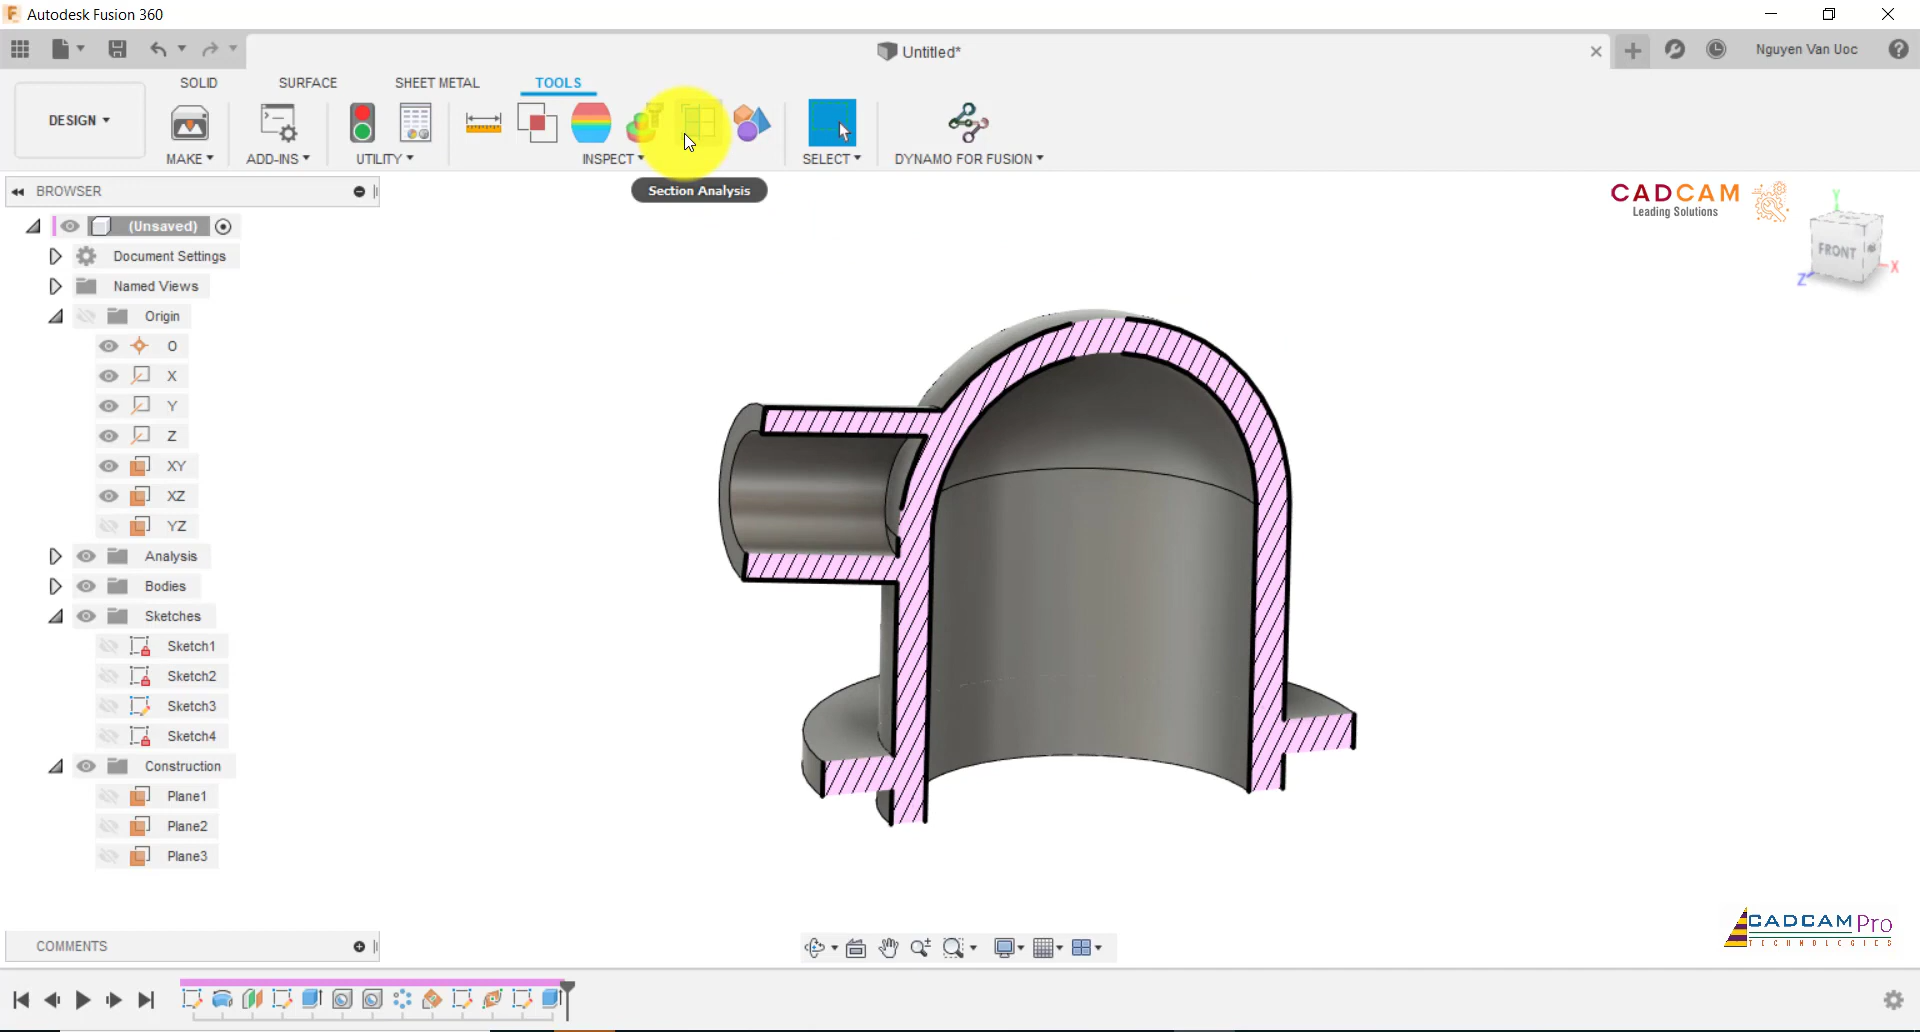 Autodesk Fusion 360
Untitled*
Nguyen Van Uoc
SOLID
SURFACE
SHEET METAL
TOOLS
DESIGN
MAKE
ADD-INS
UTILITY
INSPECT
SELECT
DYNAMO FOR FUSION
Section Analysis
BROWSER
(Unsaved)
Document Settings
Named Views
Origin
O
X
Y
Z
XY
XZ
YZ
Analysis
Bodies
Sketches
Sketch1
Sketch2
Sketch3
Sketch4
Construction
Plane1
Plane2
Plane3
COMMENTS
CADCAM
Leading Solutions
Y
FRONT
X
Z
CADCAM Pro
TECHNOLOGIES